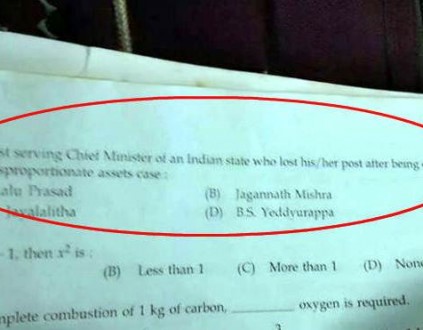 st serving Chief Minister of an Indian state who lost his/her post after being
sproportionate assets case :
alu Prasad (B) Jagannath Mishra
Jayalalitha (D) B.S. Yeddyurappa
- 1, then x² is :
(B) Less than 1 (C) More than 1 (D) Non
mplete combustion of 1 kg of carbon, ________ oxygen is required.
3